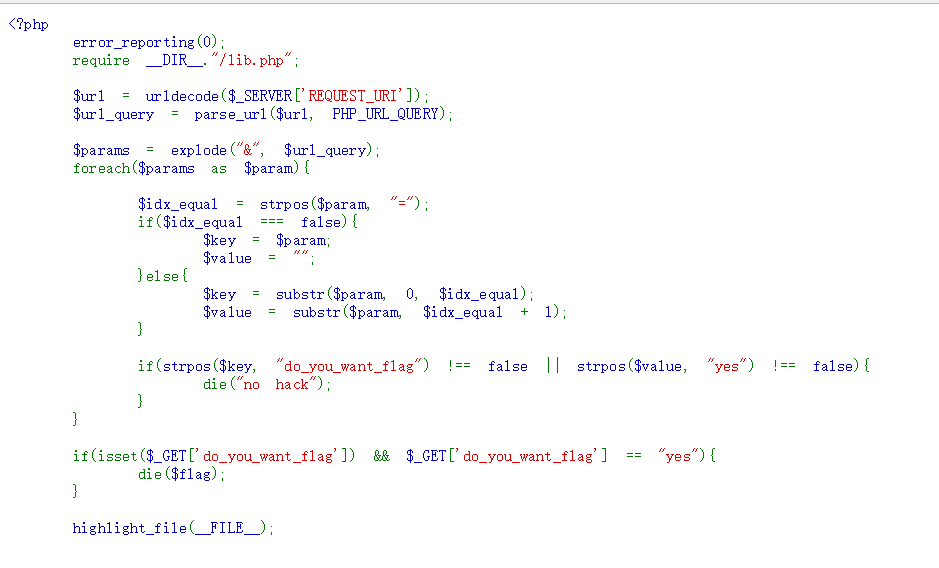 <?php
error_reporting(0);
require __DIR__."/lib.php";
$url = urldecode($_SERVER['REQUEST_URI']);
$url_query = parse_url($url, PHP_URL_QUERY);
$params = explode("&", $url_query);
foreach($params as $param){
$idx_equal = strpos($param, "=");
if($idx_equal === false){
$key = $param;
$value = "";
}else{
$key = substr($param, 0, $idx_equal);
$value = substr($param, $idx_equal + 1);
}
if(strpos($key, "do_you_want_flag") !== false || strpos($value, "yes") !== false){
die("no hack");
}
}
if(isset($_GET['do_you_want_flag']) && $_GET['do_you_want_flag'] == "yes"){
die($flag);
}
highlight_file(__FILE__);